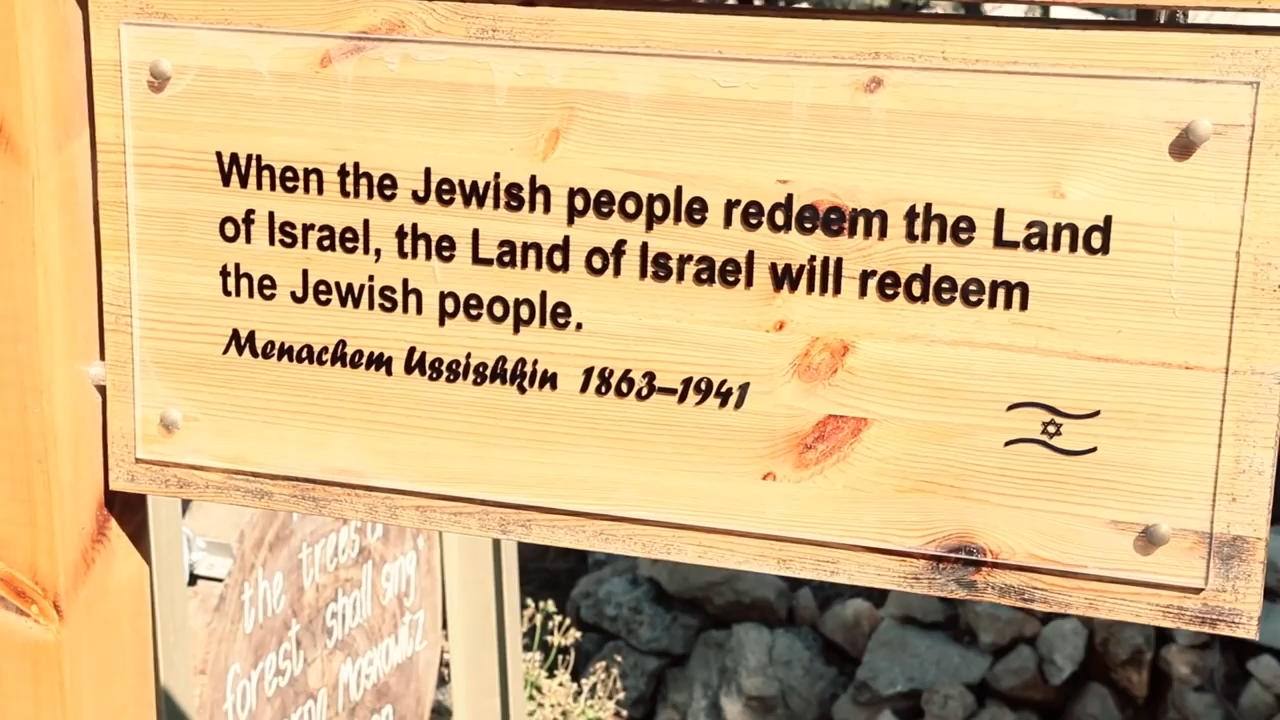 When the Jewish people redeem the Land
of Israel, the Land of Israel will redeem
the Jewish people.
Menachem Ussishkin 1863–1941
the trees
forest shall sing
Moskowitz